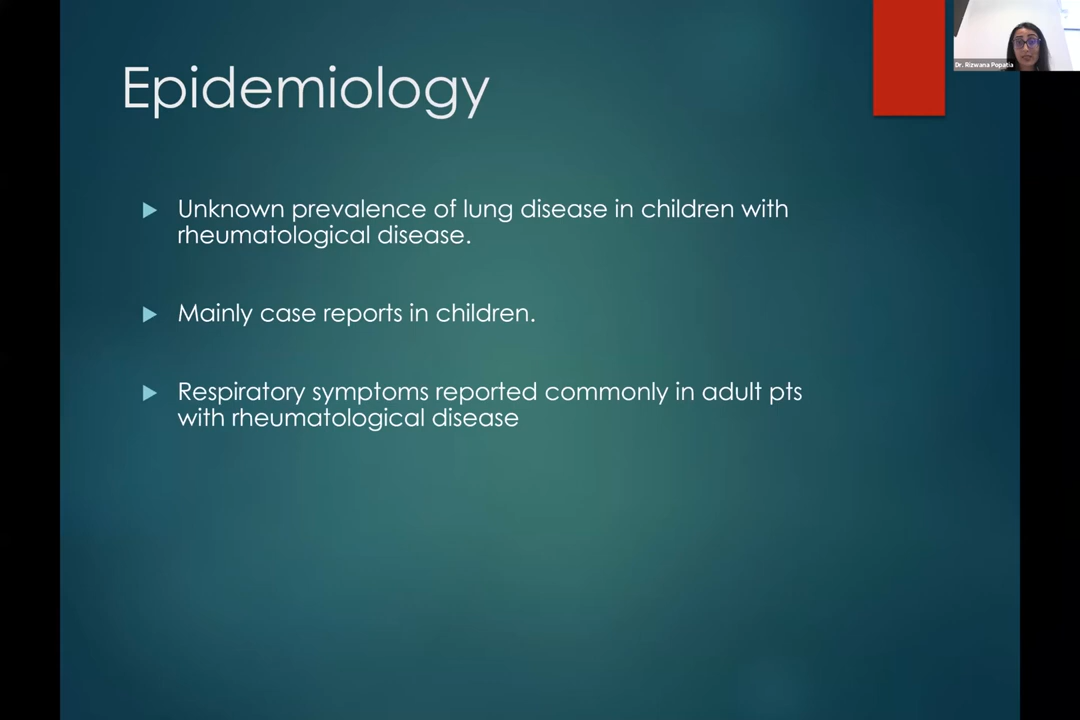 Dr. Rizwana Popatia
Epidemiology
Unknown prevalence of lung disease in children with
rheumatological disease.
Mainly case reports in children.
Respiratory symptoms reported commonly in adult pts
with rheumatological disease